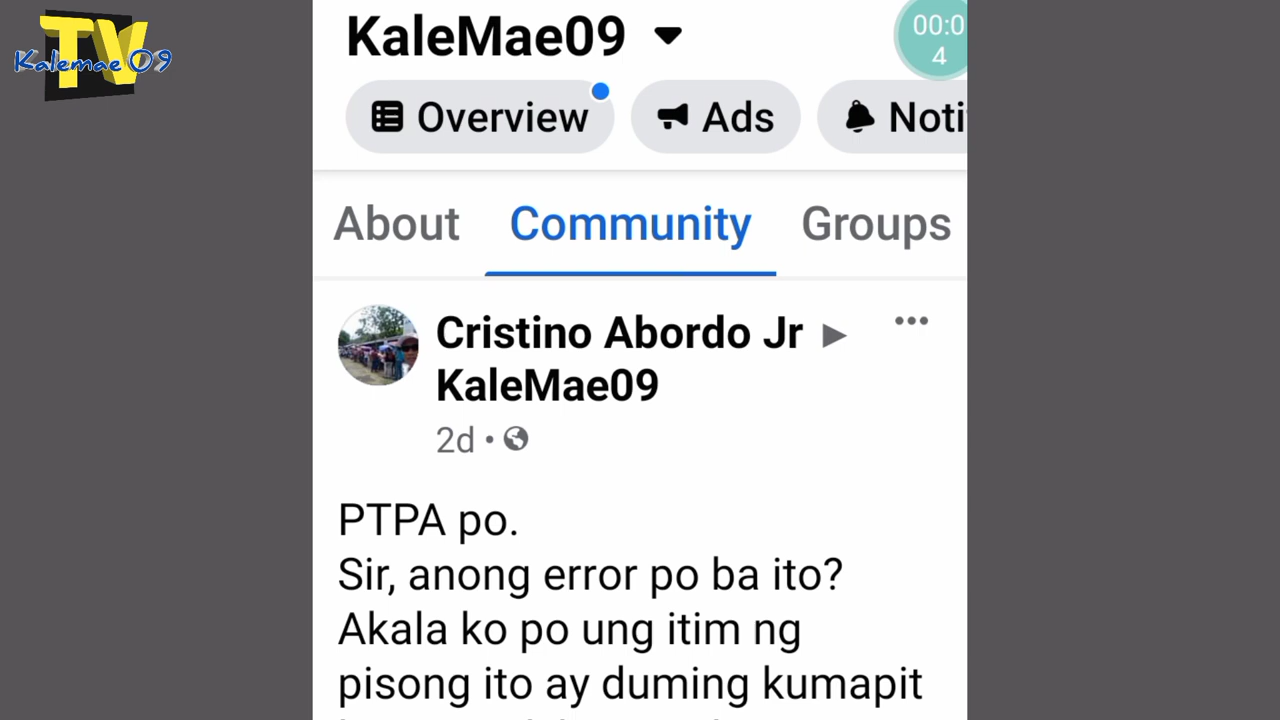 TV
Kalemae 09
KaleMae09
00:0
4
Overview
Ads
Noti
About
Community
Groups
Cristino Abordo Jr ▶
KaleMae09
2d •
PTPA po.
Sir, anong error po ba ito?
Akala ko po ung itim ng
pisong ito ay duming kumapit